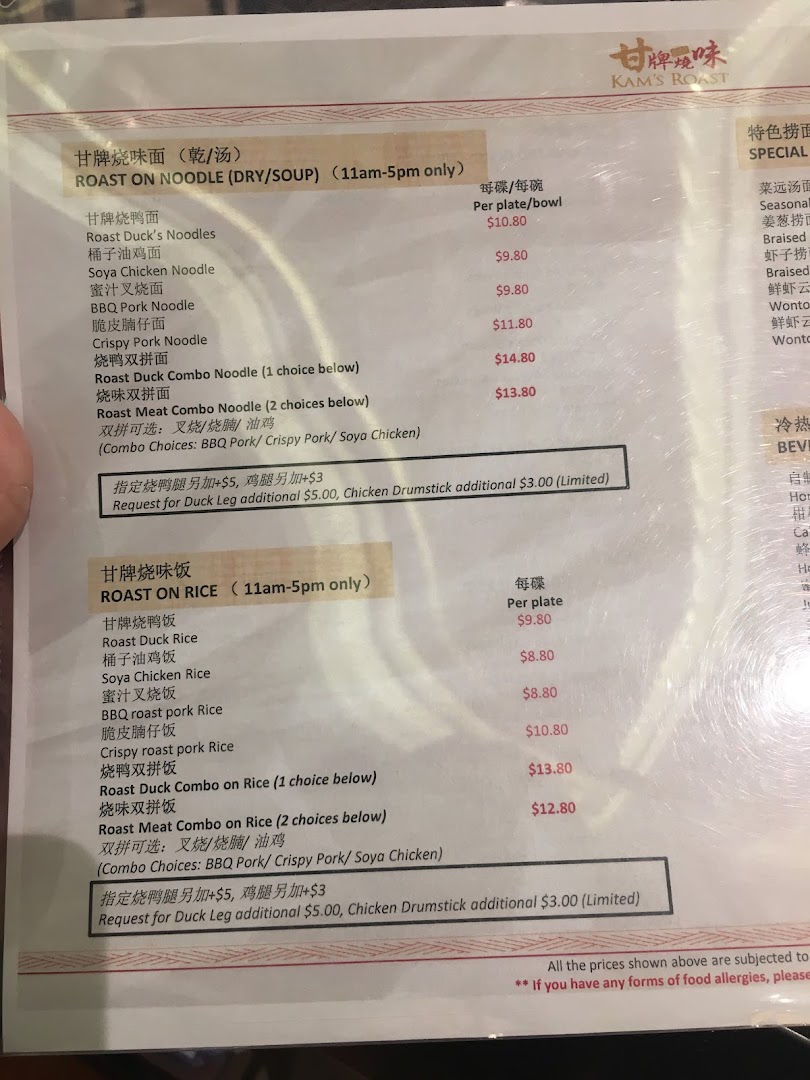 甘牌燒味
KAM'S ROAST
甘牌烧味面 （乾/汤）
ROAST ON NOODLE (DRY/SOUP) （11am-5pm only）
每碟/每碗
Per plate/bowl
甘牌烧鸭面
$10.80
Roast Duck's Noodles
桶子油鸡面
$9.80
Soya Chicken Noodle
蜜汁叉烧面
$9.80
BBQ Pork Noodle
脆皮腩仔面
$11.80
Crispy Pork Noodle
烧鸭双拼面
$14.80
Roast Duck Combo Noodle (1 choice below)
烧味双拼面
$13.80
Roast Meat Combo Noodle (2 choices below)
双拼可选：叉烧/烧腩/ 油鸡
(Combo Choices: BBQ Pork/ Crispy Pork/ Soya Chicken)
指定烧鸭腿另加+$5, 鸡腿另加+$3
Request for Duck Leg additional $5.00, Chicken Drumstick additional $3.00 (Limited)
甘牌烧味饭
ROAST ON RICE （ 11am-5pm only）
每碟
Per plate
甘牌烧鸭饭
$9.80
Roast Duck Rice
桶子油鸡饭
$8.80
Soya Chicken Rice
蜜汁叉烧饭
$8.80
BBQ roast pork Rice
脆皮腩仔饭
$10.80
Crispy roast pork Rice
烧鸭双拼饭
$13.80
Roast Duck Combo on Rice (1 choice below)
烧味双拼饭
$12.80
Roast Meat Combo on Rice (2 choices below)
双拼可选：叉烧/烧腩/ 油鸡
(Combo Choices: BBQ Pork/ Crispy Pork/ Soya Chicken)
指定烧鸭腿另加+$5, 鸡腿另加+$3
Request for Duck Leg additional $5.00, Chicken Drumstick additional $3.00 (Limited)
特色捞面
SPECIAL
菜远汤面
Seasonal
姜葱捞面
Braised
虾子捞
Braised
鲜虾云
Wonto
鲜虾云
Wonto
冷热
BEVE
自制
All the prices shown above are subjected to
** If you have any forms of food allergies, please